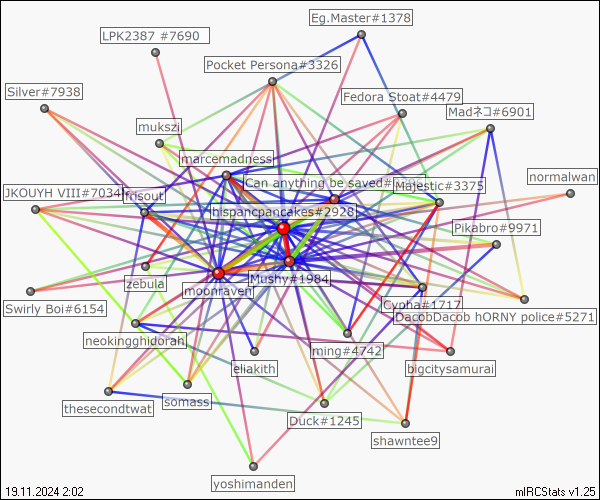 Eg.Master#1378
LPK2387 #7690
Pocket Persona#3326
Silver#7938
Fedora Stoat#4479
Madネコ#6901
mukszi
marcemadness
normalwan
Can anything be saved#
Majestic#3375
JKOUYH VIII#7034
frisout
hispancpancakes#2928
Pikabro#9971
Mushy#1984
zebula
moonraven
Swirly Boi#6154
Cypha#1717
DacobDacob hORNY police#5271
neokingghidorah
ming#4742
eliakith
bigcitysamurai
thesecondtwat
somass
Duck#1245
shawntee9
yoshimanden
19.11.2024 2:02
mIRCStats v1.25